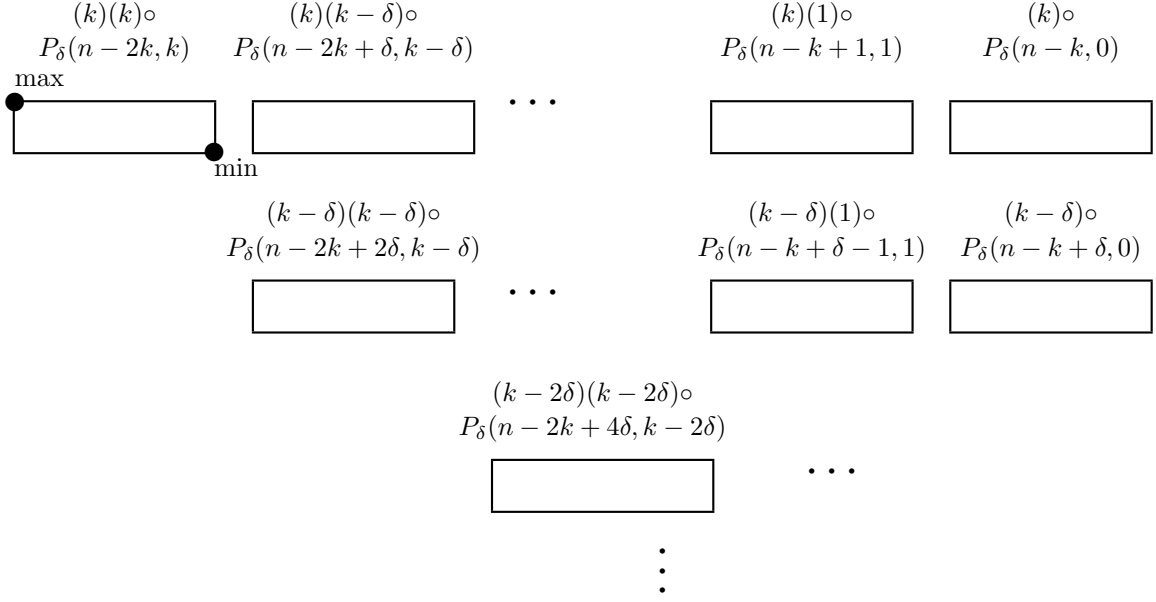 (k)(k)∘ (k)(k − δ)∘ (k)(1)∘ (k)∘
P_δ(n − 2k, k) P_δ(n − 2k + δ, k − δ) P_δ(n − k + 1, 1) P_δ(n − k, 0)
max
· · ·
min
(k − δ)(k − δ)∘ (k − δ)(1)∘ (k − δ)∘
P_δ(n − 2k + 2δ, k − δ) P_δ(n − k + δ − 1, 1) P_δ(n − k + δ, 0)
· · ·
(k − 2δ)(k − 2δ)∘
P_δ(n − 2k + 4δ, k − 2δ)
· · ·
⋮